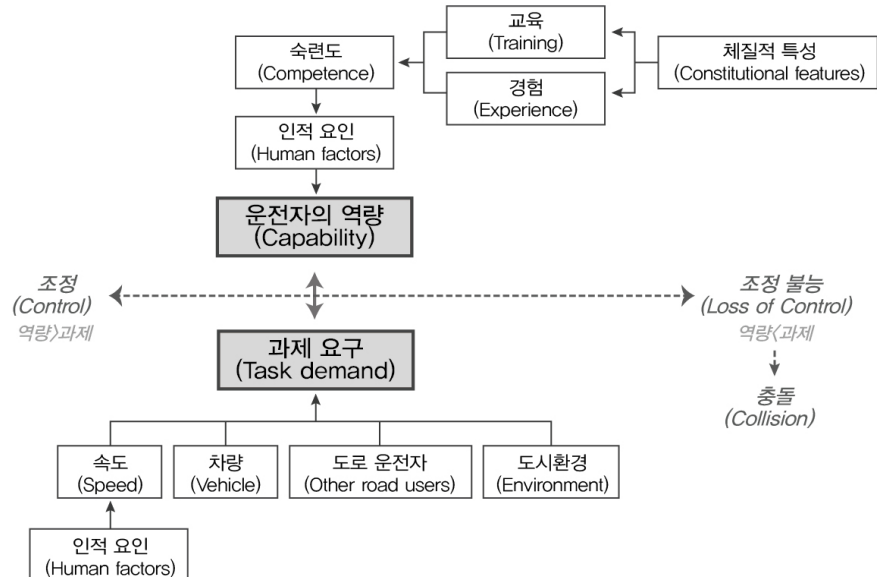 교육
(Training)
숙련도
(Competence)
체질적 특성
(Constitutional features)
경험
(Experience)
인적 요인
(Human factors)
운전자의 역량
(Capability)
조정
(Control)
역량>과제
조정 불능
(Loss of Control)
역량<과제
과제 요구
(Task demand)
충돌
(Collision)
속도
(Speed)
차량
(Vehicle)
도로 운전자
(Other road users)
도시환경
(Environment)
인적 요인
(Human factors)